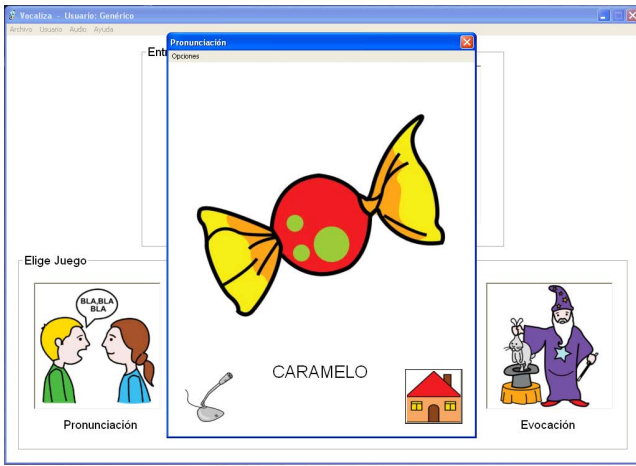 Vocaliza - Usuario: Genérico
Archivo Usuario Audio Ayuda
Entr
Pronunciación
Opciones
CARAMELO
Elige Juego
BLA,BLA
BLA
Pronunciación
Evocación